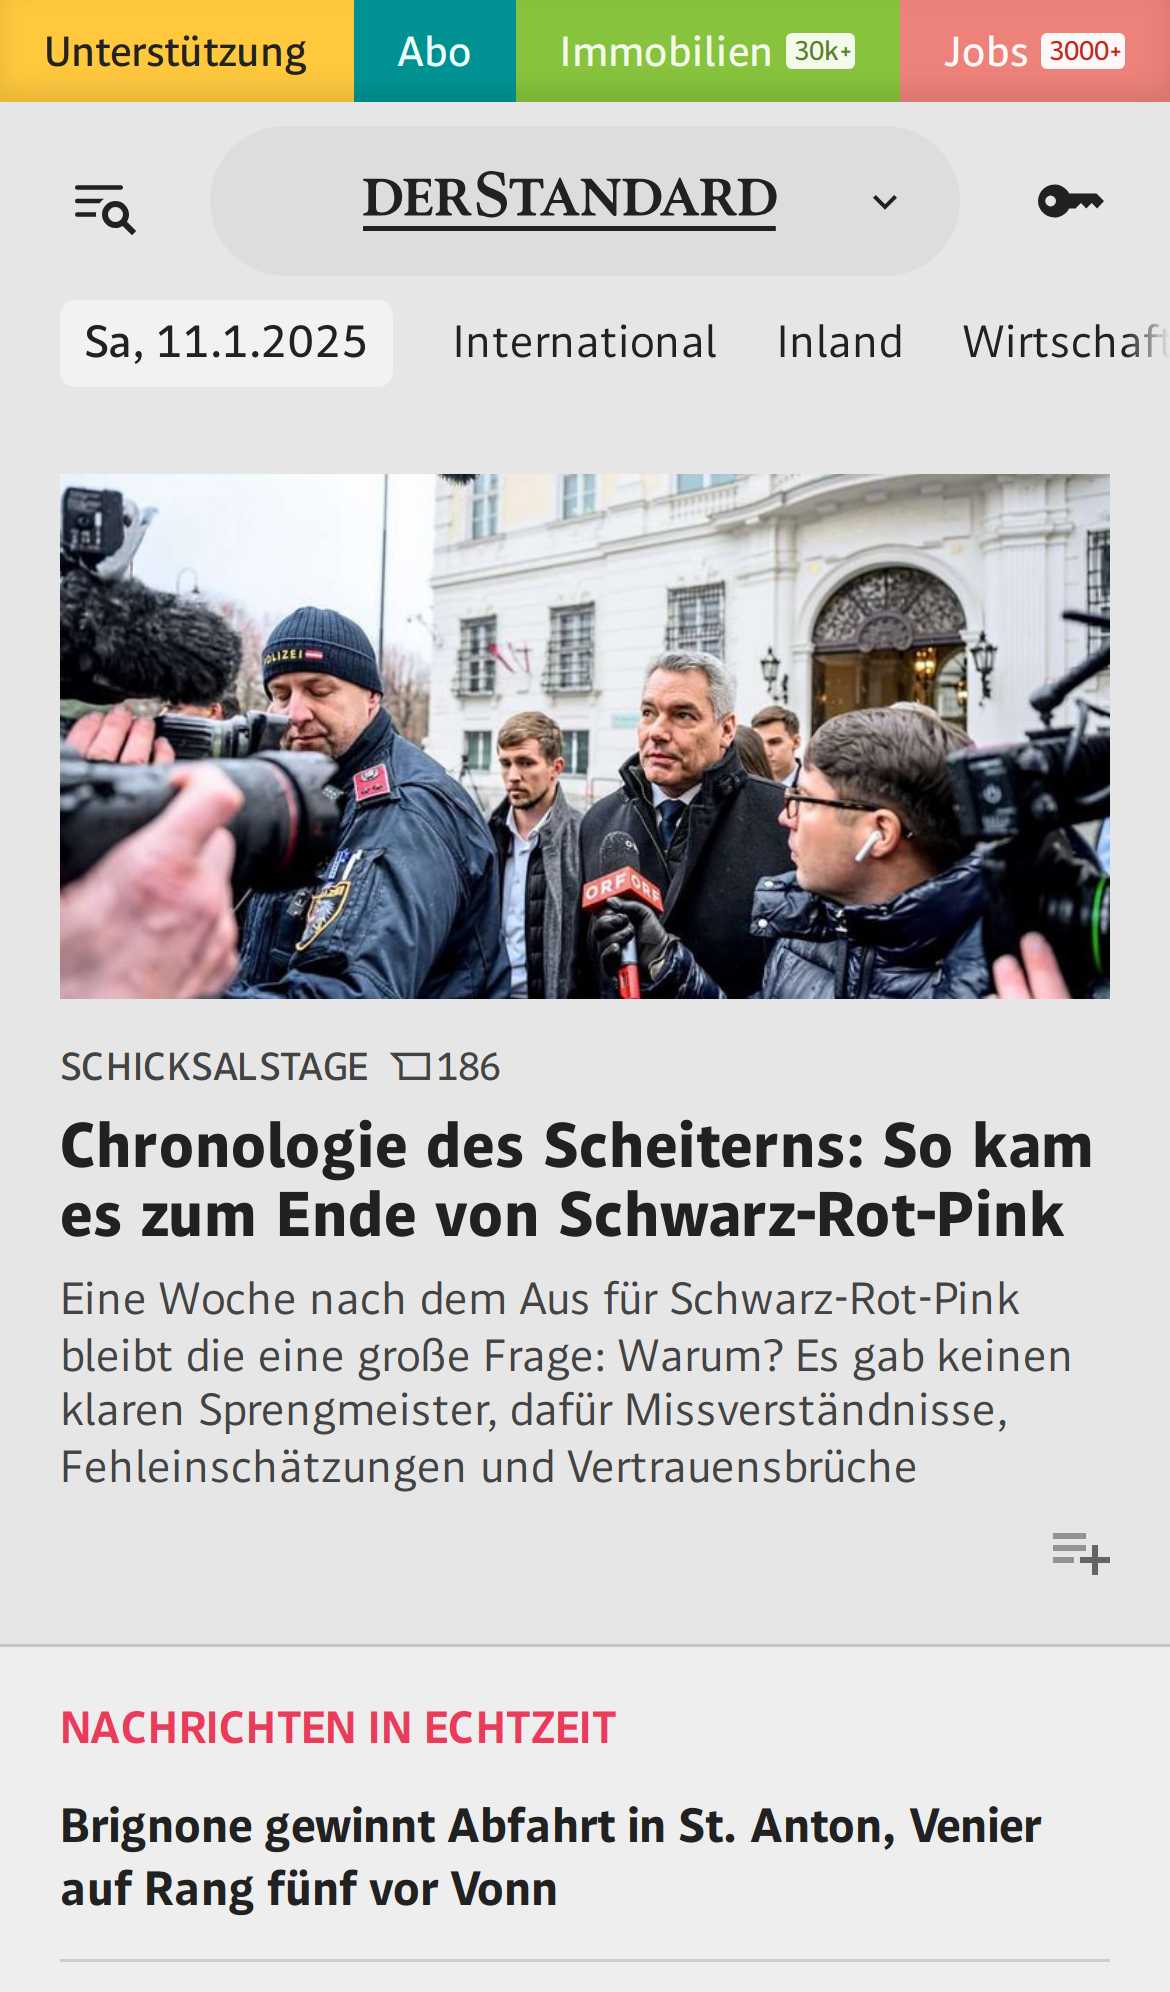 Unterstützung Abo Immobilien 30k+ Jobs 3000+
DERSTANDARD
Sa, 11.1.2025 International Inland Wirtschaft
POLIZEI
ORF ORF
SCHICKSALSTAGE 186
Chronologie des Scheiterns: So kam
es zum Ende von Schwarz-Rot-Pink
Eine Woche nach dem Aus für Schwarz-Rot-Pink
bleibt die eine große Frage: Warum? Es gab keinen
klaren Sprengmeister, dafür Missverständnisse,
Fehleinschätzungen und Vertrauensbrüche
NACHRICHTEN IN ECHTZEIT
Brignone gewinnt Abfahrt in St. Anton, Venier
auf Rang fünf vor Vonn